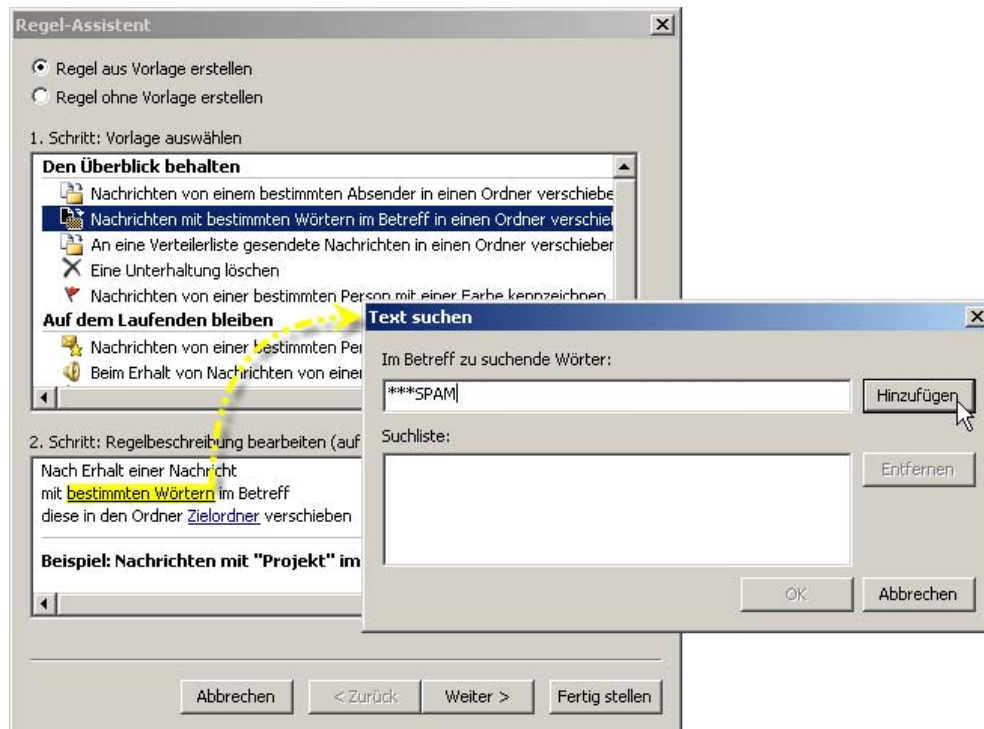 Regel-Assistent
Regel aus Vorlage erstellen
Regel ohne Vorlage erstellen
1. Schritt: Vorlage auswählen
Den Überblick behalten
Nachrichten von einem bestimmten Absender in einen Ordner verschiebe
Nachrichten mit bestimmten Wörtern im Betreff in einen Ordner verschie
An eine Verteilerliste gesendete Nachrichten in einen Ordner verschieber
Eine Unterhaltung löschen
Nachrichten von einer bestimmten Person mit einer Farbe kennzeichnen
Auf dem Laufenden bleiben
Nachrichten von einer bestimmten Pe
Beim Erhalt von Nachrichten von eine
2. Schritt: Regelbeschreibung bearbeiten (auf
Nach Erhalt einer Nachricht
mit bestimmten Wörtern im Betreff
diese in den Ordner Zielordner verschieben
Beispiel: Nachrichten mit "Projekt" im
Abbrechen
< Zurück
Weiter >
Fertig stellen
Text suchen
Im Betreff zu suchende Wörter:
***SPAM
Hinzufügen
Suchliste:
Entfernen
OK
Abbrechen